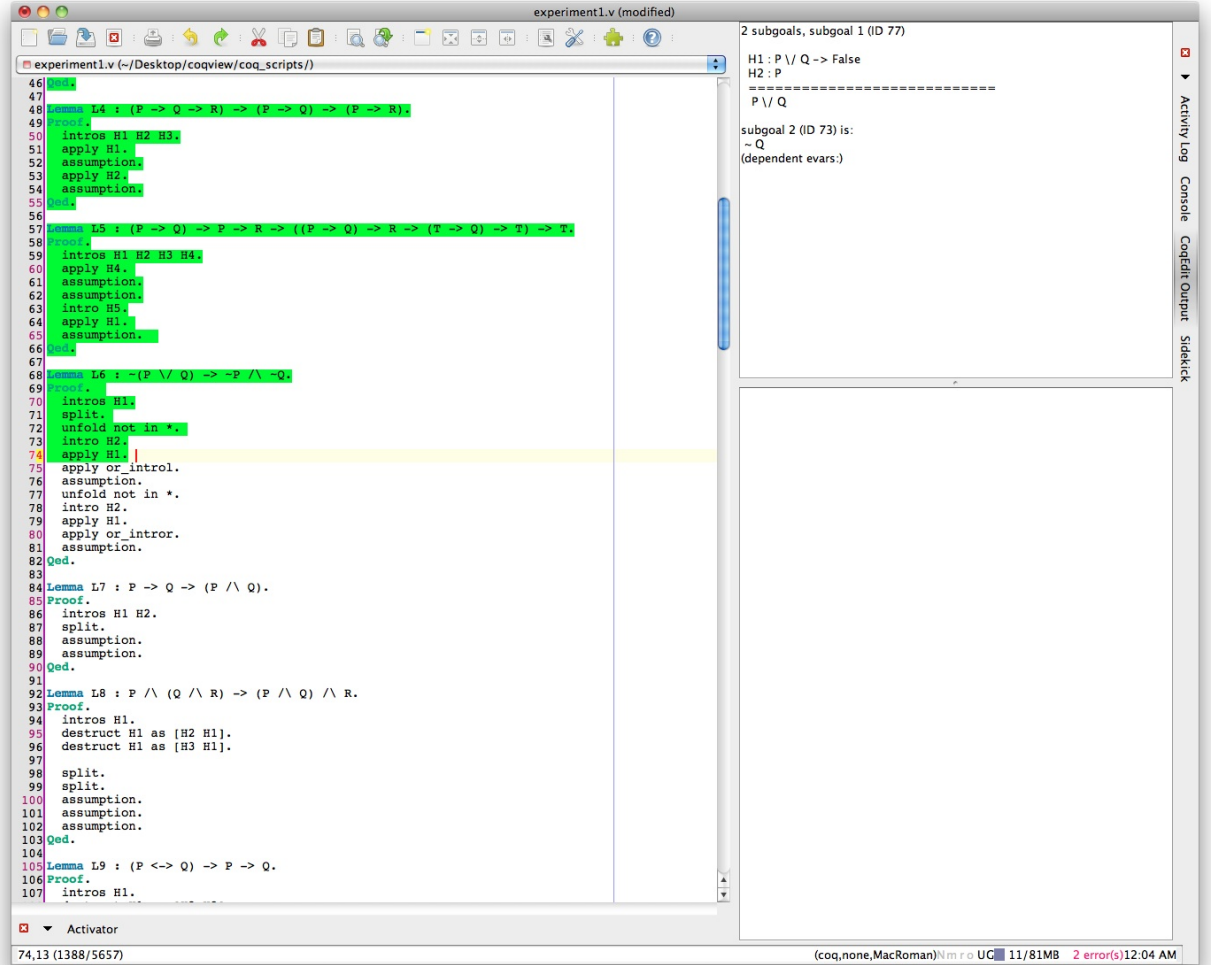 experiment1.v (modified)
experiment1.v (~/Desktop/coqview/coq_scripts/)
46 Qed.
47
48 Lemma L4 : (P -> Q -> R) -> (P -> Q) -> (P -> R).
49 Proof.
50 intros H1 H2 H3.
51 apply H1.
52 assumption.
53 apply H2.
54 assumption.
55 Qed.
56
57 Lemma L5 : (P -> Q) -> P -> R -> ((P -> Q) -> R -> (T -> Q) -> T) -> T.
58 Proof.
59 intros H1 H2 H3 H4.
60 apply H4.
61 assumption.
62 assumption.
63 intro H5.
64 apply H1.
65 assumption.
66 Qed.
67
68 Lemma L6 : ~(P \/ Q) -> ~P /\ ~Q.
69 Proof.
70 intros H1.
71 split.
72 unfold not in *.
73 intro H2.
74 apply H1.
75 apply or_introl.
76 assumption.
77 unfold not in *.
78 intro H2.
79 apply H1.
80 apply or_intror.
81 assumption.
82 Qed.
83
84 Lemma L7 : P -> Q -> (P /\ Q).
85 Proof.
86 intros H1 H2.
87 split.
88 assumption.
89 assumption.
90 Qed.
91
92 Lemma L8 : P /\ (Q /\ R) -> (P /\ Q) /\ R.
93 Proof.
94 intros H1.
95 destruct H1 as [H2 H1].
96 destruct H1 as [H3 H1].
97
98 split.
99 split.
100 assumption.
101 assumption.
102 assumption.
103 Qed.
104
105 Lemma L9 : (P <-> Q) -> P -> Q.
106 Proof.
107 intros H1.
2 subgoals, subgoal 1 (ID 77)
H1 : P \/ Q -> False
H2 : P
============================
P \/ Q
subgoal 2 (ID 73) is:
~ Q
(dependent evars:)
Activity Log
Console
CoqEdit Output
Sidekick
Activator
74,13 (1388/5657)
(coq,none,MacRoman)N m r o UG 11/81MB 2 error(s)12:04 AM